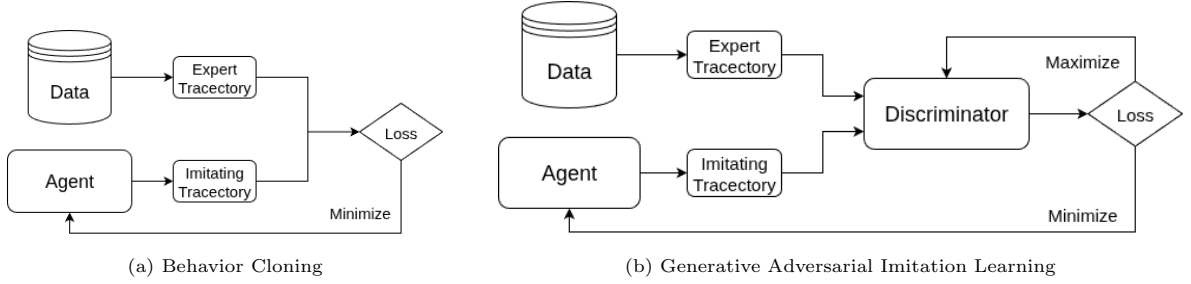 Data
Expert
Tracectory
Agent
Imitating
Tracectory
Loss
Minimize
(a) Behavior Cloning
Data
Expert
Tracectory
Agent
Imitating
Tracectory
Discriminator
Maximize
Loss
Minimize
(b) Generative Adversarial Imitation Learning